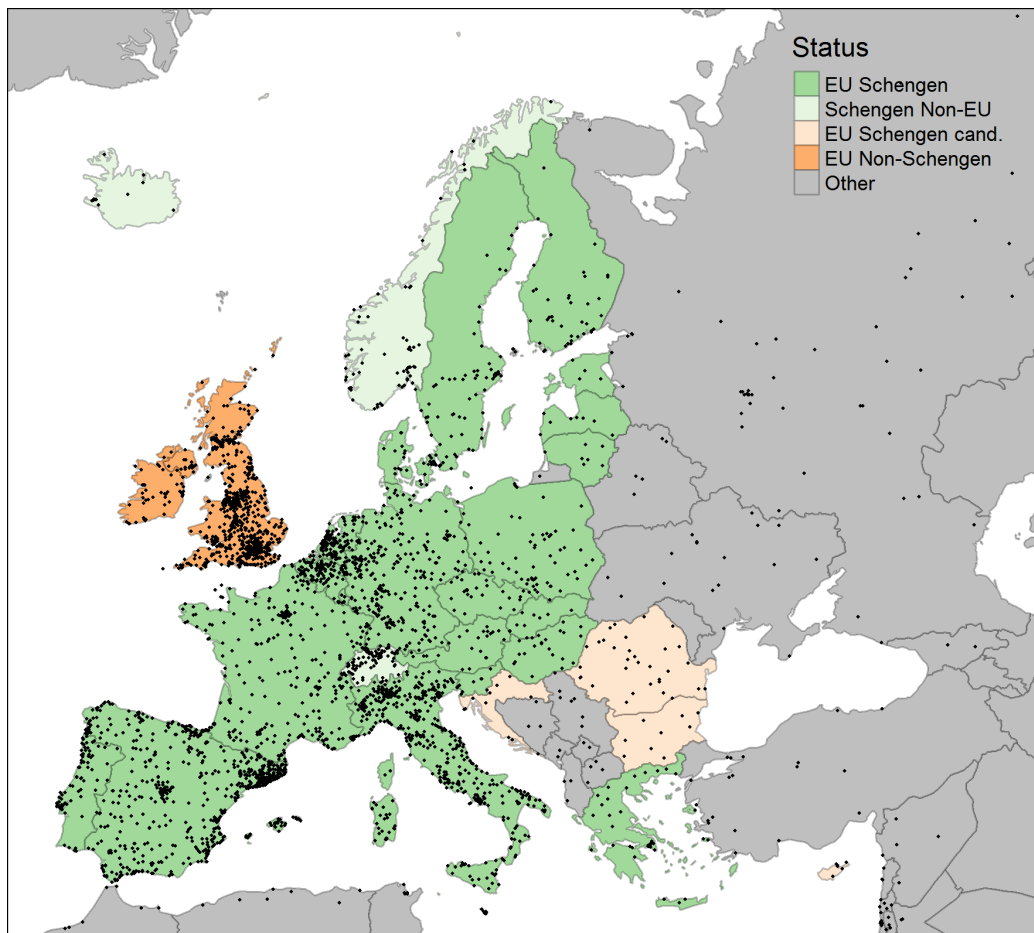 Status
EU Schengen
Schengen Non-EU
EU Schengen cand.
EU Non-Schengen
Other